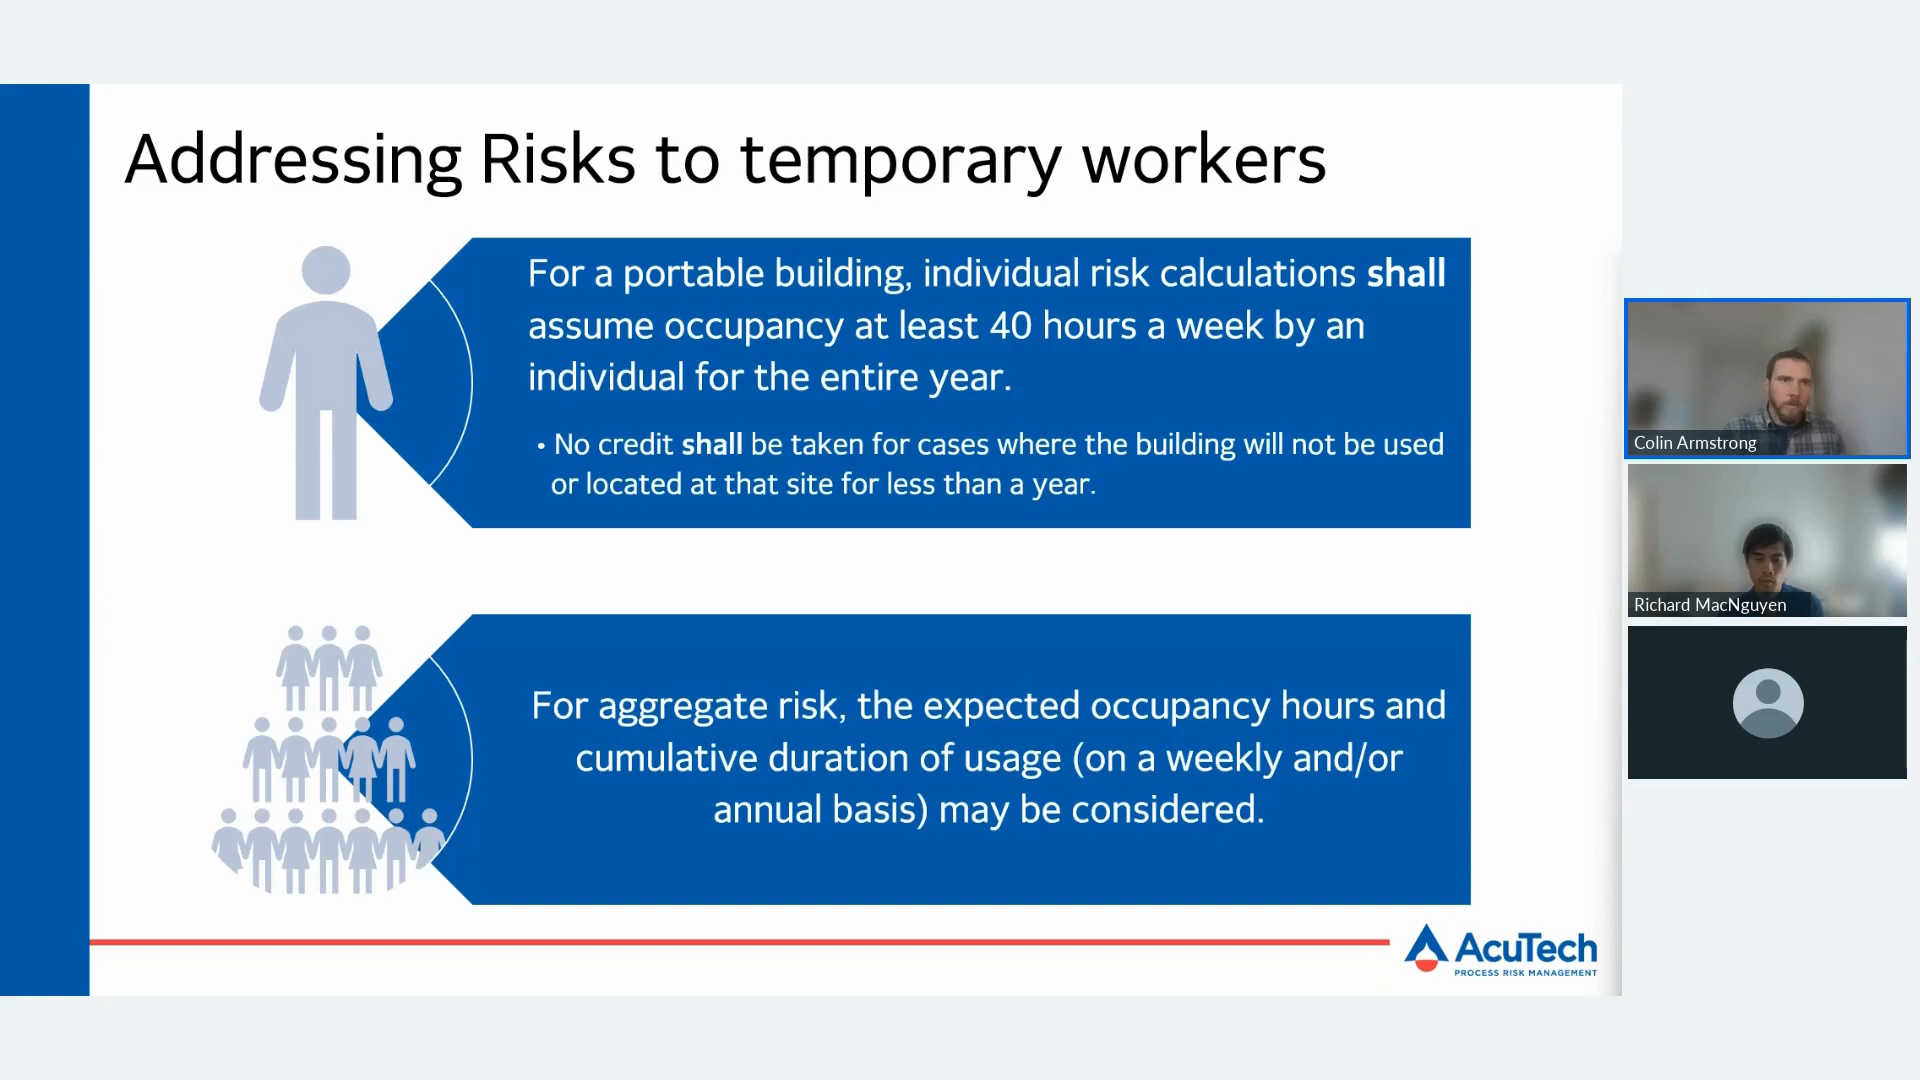 Addressing Risks to temporary workers
For a portable building, individual risk calculations shall
assume occupancy at least 40 hours a week by an
individual for the entire year.
• No credit shall be taken for cases where the building will not be used
or located at that site for less than a year.
For aggregate risk, the expected occupancy hours and
cumulative duration of usage (on a weekly and/or
annual basis) may be considered.
AcuTech
PROCESS RISK MANAGEMENT
Colin Armstrong
Richard MacNguyen